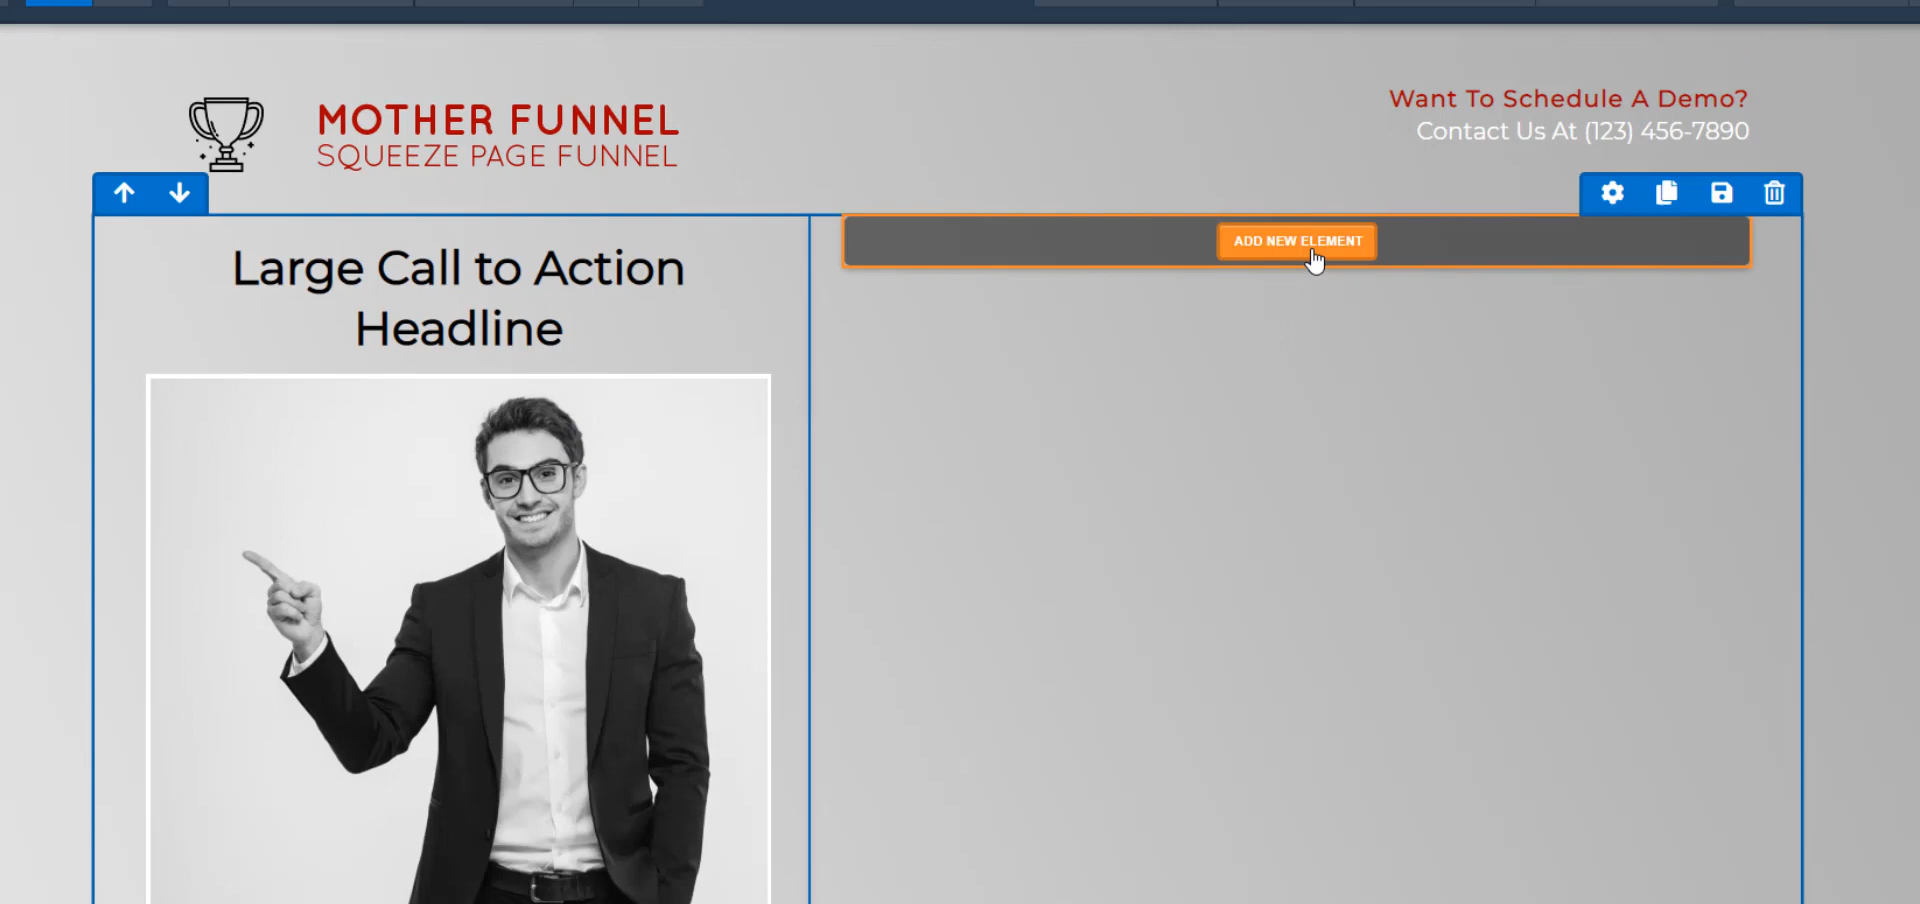 MOTHER FUNNEL
SQUEEZE PAGE FUNNEL
Want To Schedule A Demo?
Contact Us At (123) 456-7890
ADD NEW ELEMENT
Large Call to Action
Headline